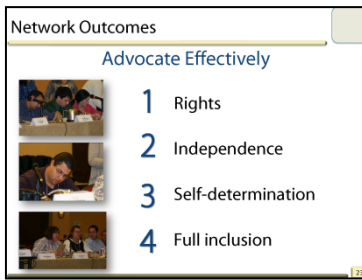 Network Outcomes
Advocate Effectively
1 Rights
2 Independence
3 Self-determination
4 Full inclusion